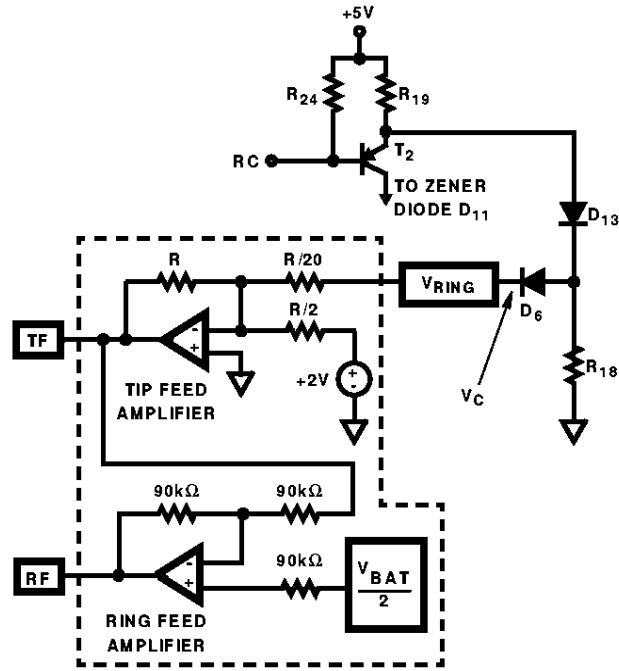 +5V
R24
R19
RC
T2
TO ZENER
DIODE D11
D13
R
R/20
VRING
D6
TF
-
+
R/2
+2V
+
-
VC
R18
TIP FEED
AMPLIFIER
90kΩ
90kΩ
RF
-
+
90kΩ
VBAT
2
RING FEED
AMPLIFIER